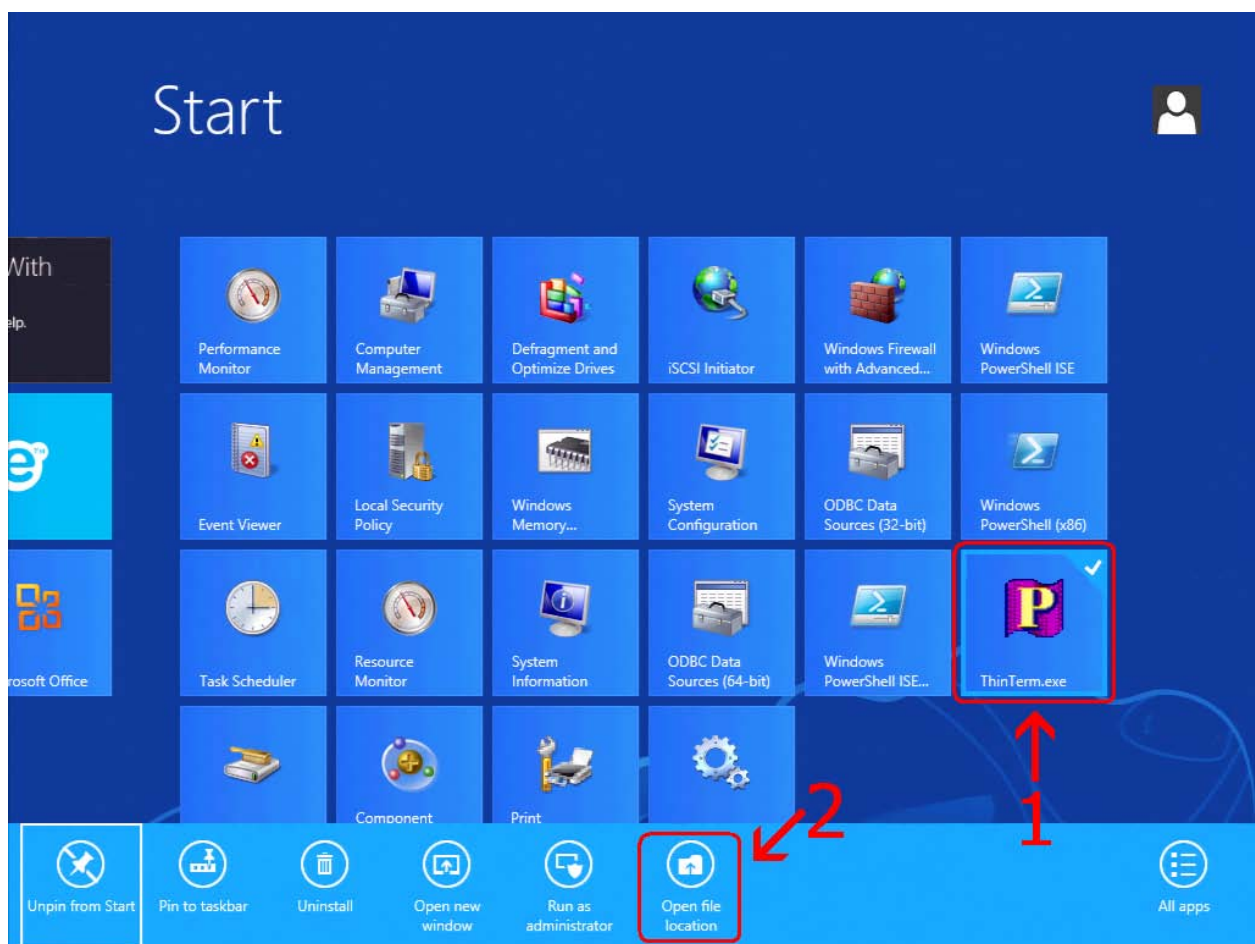 Start
With
elp.
Performance
Monitor
Computer
Management
Defragment and
Optimize Drives
iSCSI Initiator
Windows Firewall
with Advanced...
Windows
PowerShell ISE
e™
Event Viewer
Local Security
Policy
Windows
Memory...
System
Configuration
ODBC Data
Sources (32-bit)
Windows
PowerShell (x86)
rosoft Office
Task Scheduler
Resource
Monitor
System
Information
ODBC Data
Sources (64-bit)
Windows
PowerShell ISE...
P
ThinTerm.exe
Component
Print
2
1
Unpin from Start
Pin to taskbar
Uninstall
Open new
window
Run as
administrator
Open file
location
All apps